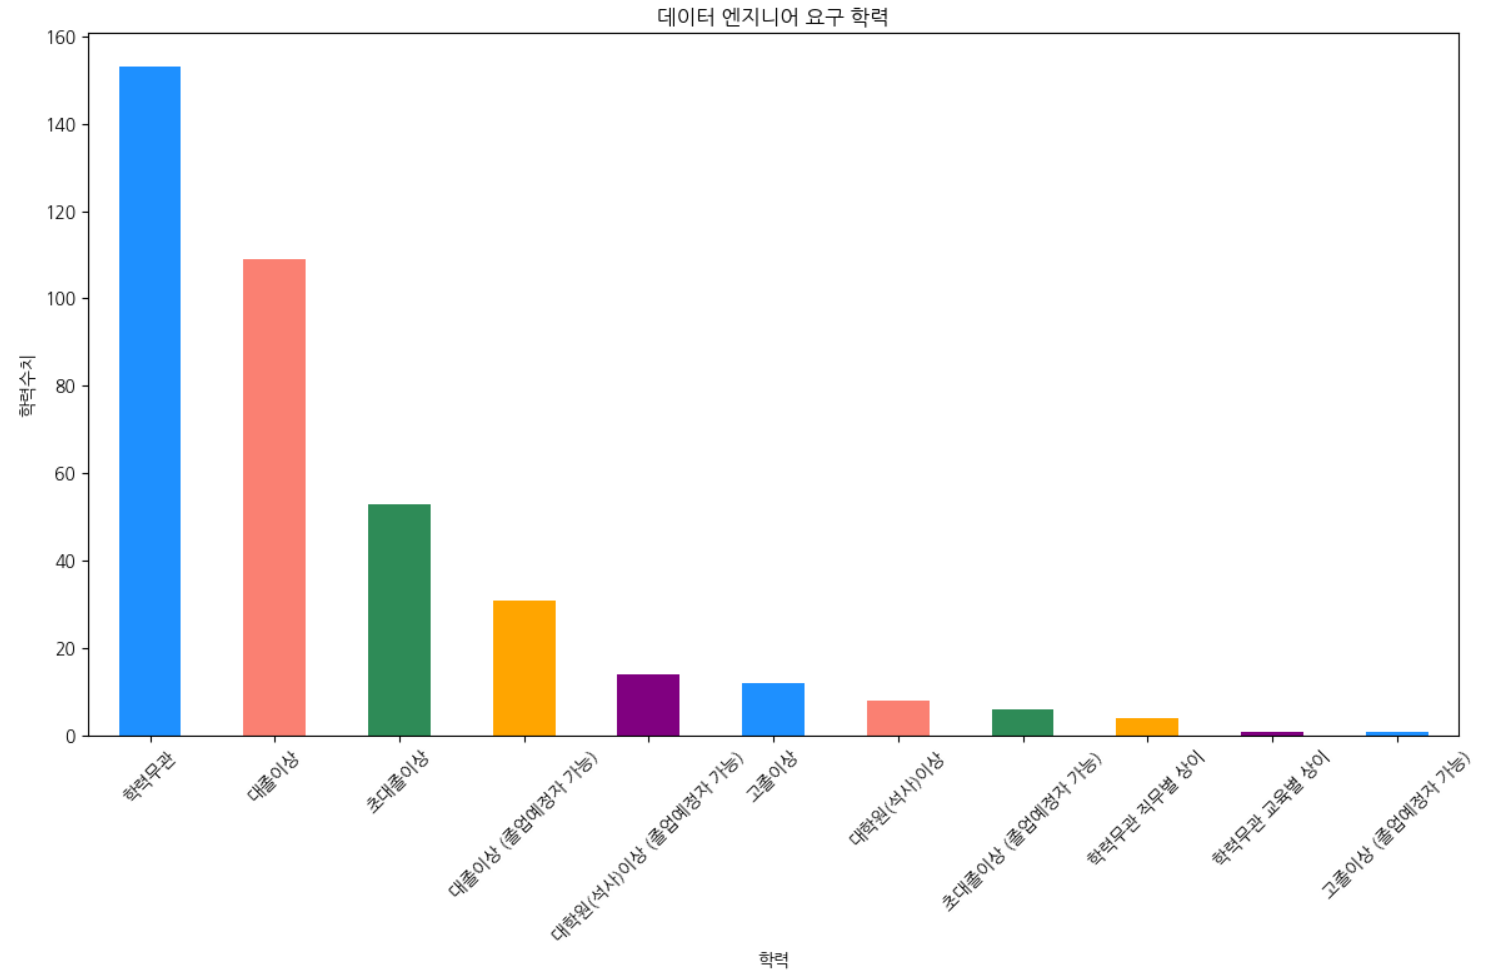 데이터 엔지니어 요구 학력
160
140
120
100
80
60
40
20
0
학력수치
학력무관
대졸이상
초대졸이상
대졸이상 (졸업예정자 가능)
대학원(석사)이상 (졸업예정자 가능)
고졸이상
대학원(석사)이상
초대졸이상 (졸업예정자 가능)
학력무관 직무별 상이
학력무관 교육별 상이
고졸이상 (졸업예정자 가능)
학력